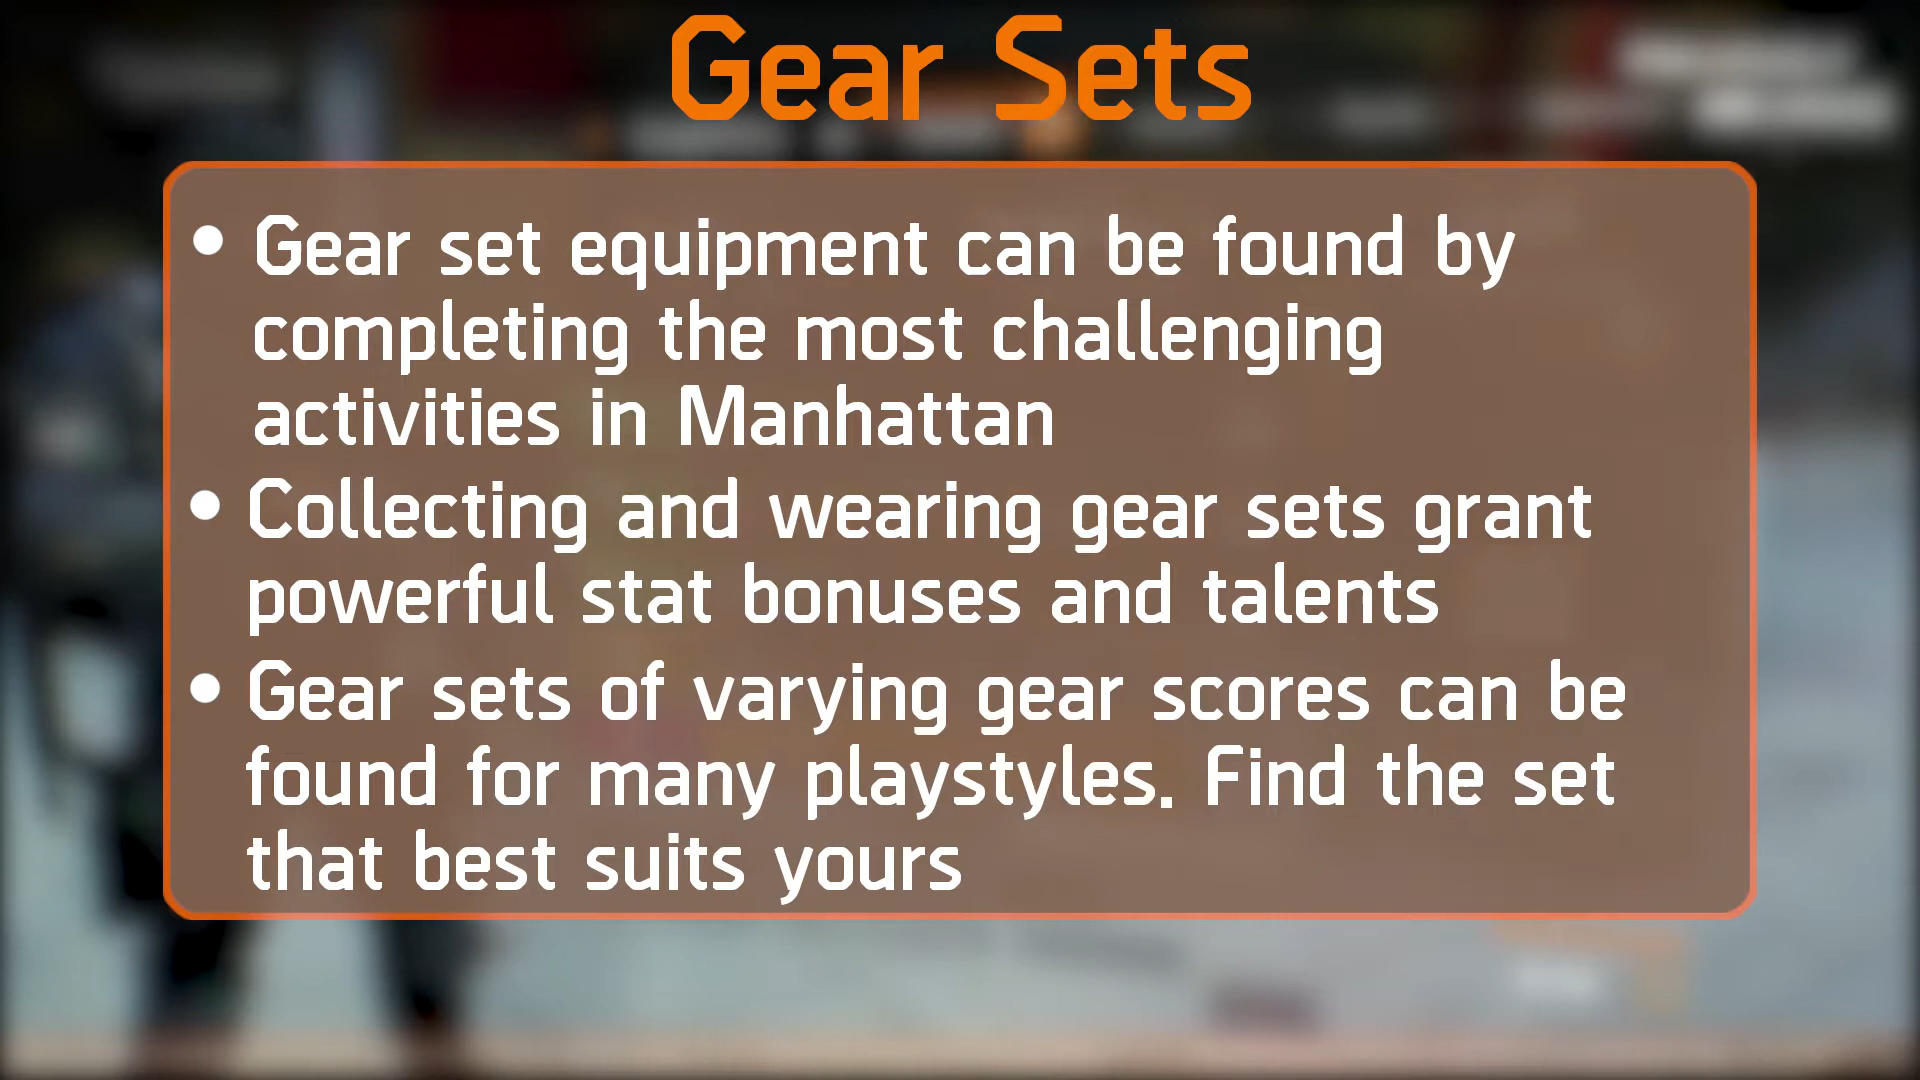 Gear Sets
• Gear set equipment can be found by
completing the most challenging
activities in Manhattan
• Collecting and wearing gear sets grant
powerful stat bonuses and talents
• Gear sets of varying gear scores can be
found for many playstyles. Find the set
that best suits yours